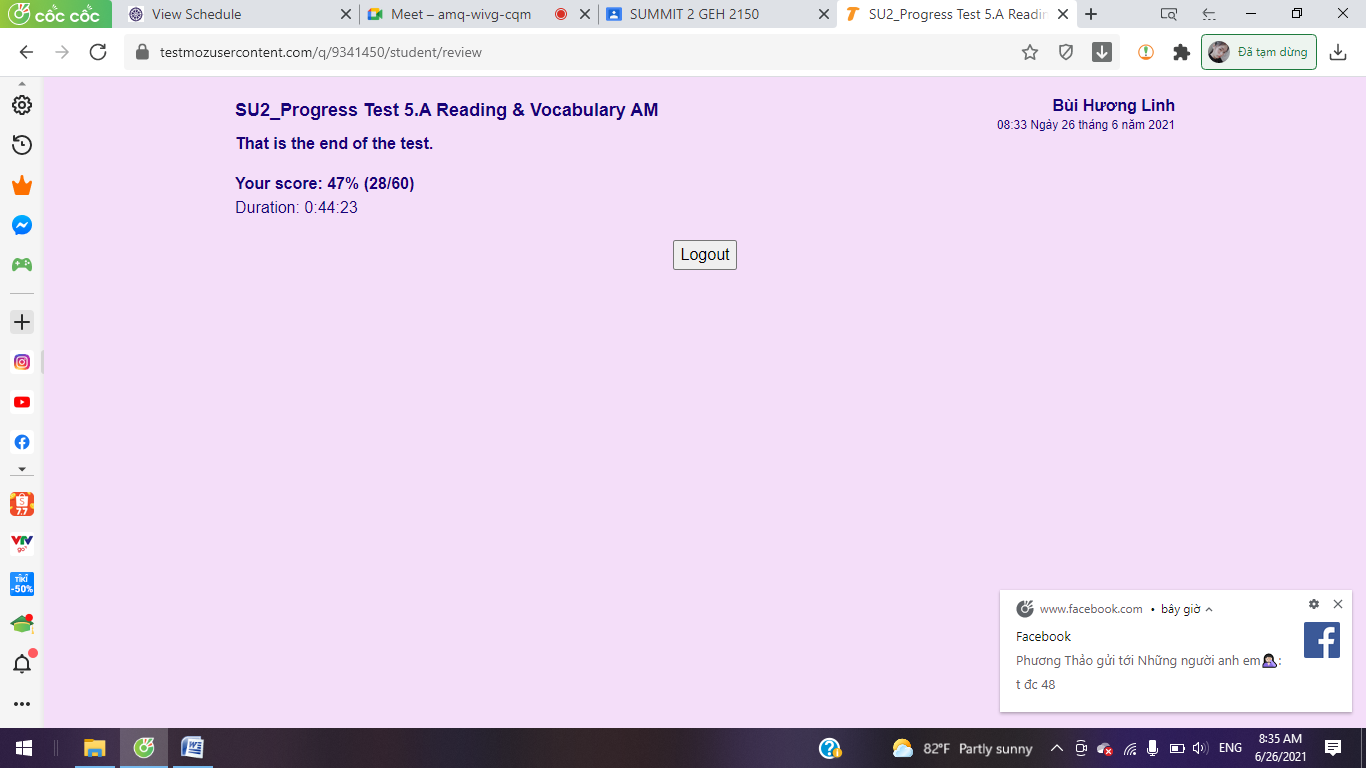 cốc cốc
View Schedule
Meet – amq-wivg-cqm
SUMMIT 2 GEH 2150
SU2_Progress Test 5.A Readin
testmozusercontent.com/q/9341450/student/review
Đã tạm dừng
SU2_Progress Test 5.A Reading & Vocabulary AM
Bùi Hương Linh
08:33 Ngày 26 tháng 6 năm 2021
That is the end of the test.
Your score: 47% (28/60)
Duration: 0:44:23
Logout
7.7
VTV
go
TIKI
-50%
www.facebook.com • bây giờ
Facebook
Phương Thảo gửi tới Những người anh em🤷🏻‍♀️:
t đc 48
82°F Partly sunny
ENG
8:35 AM
6/26/2021